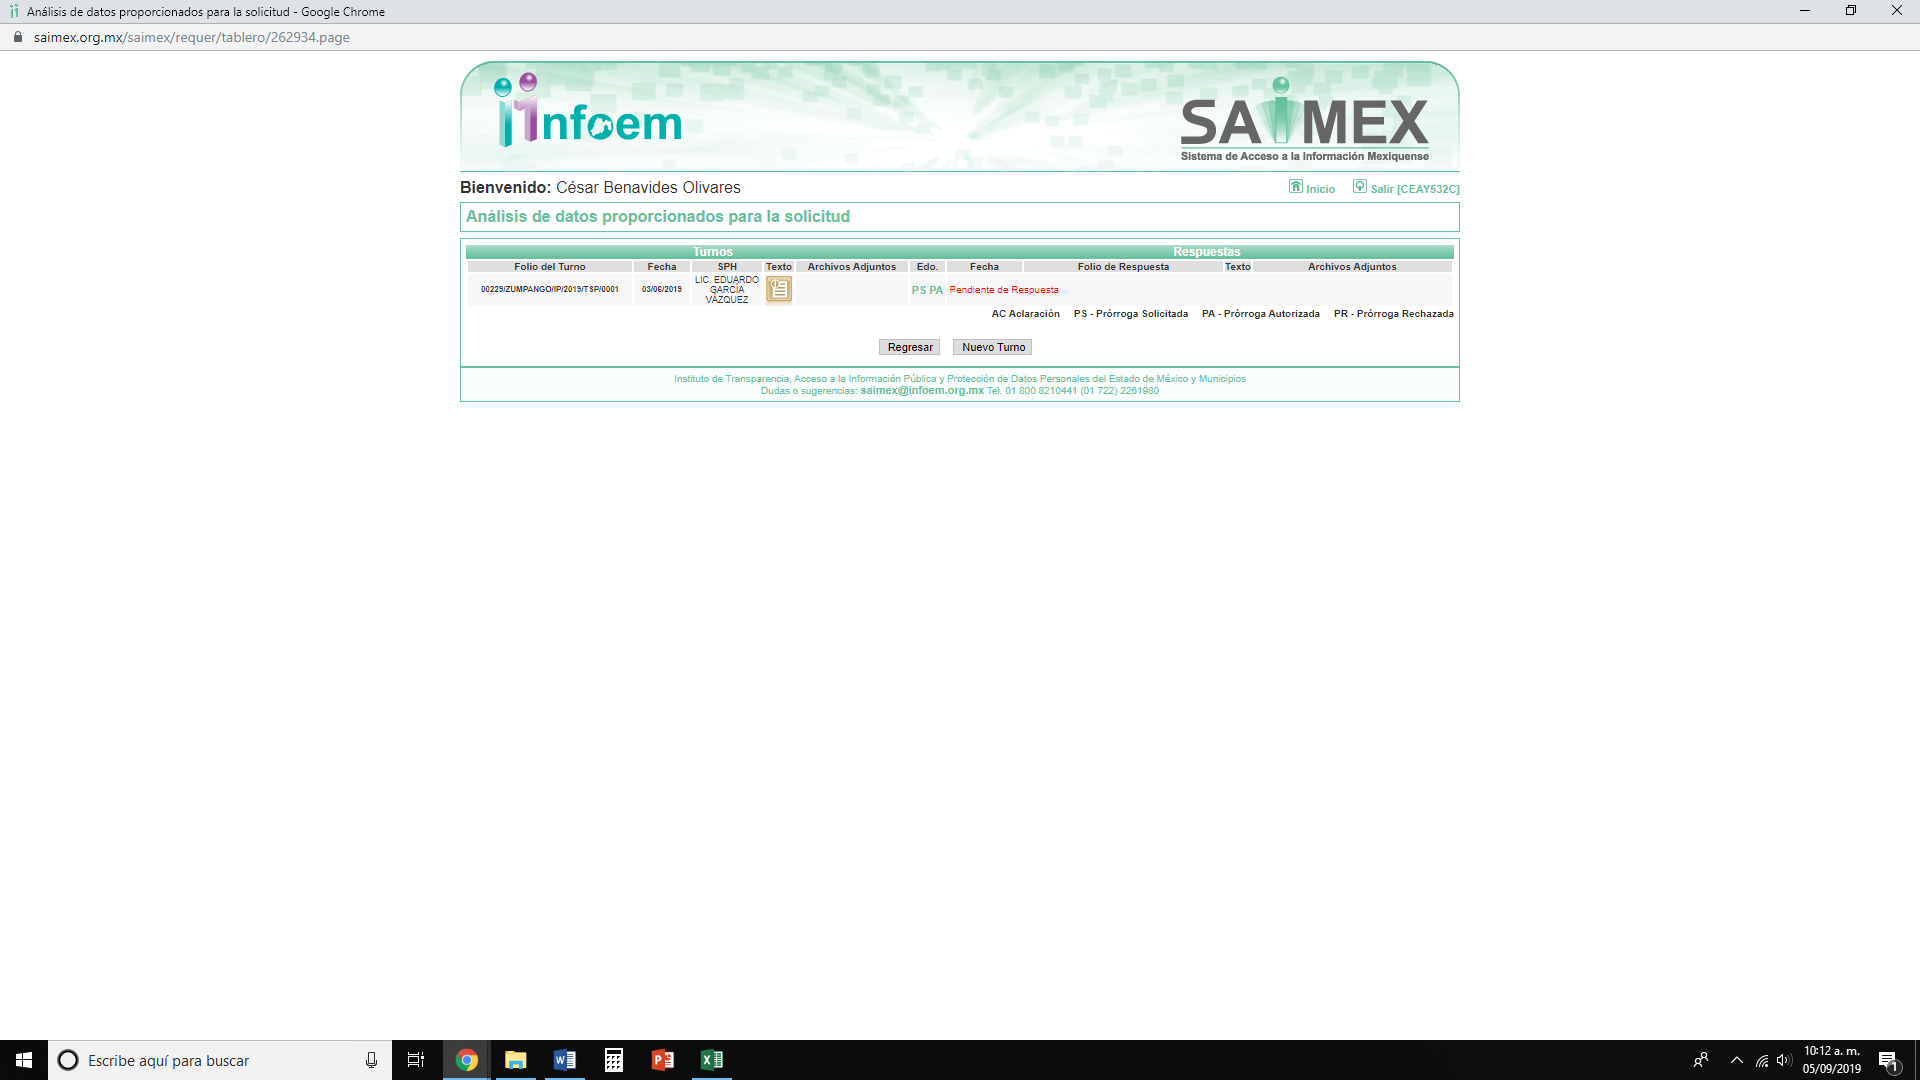 Análisis de datos proporcionados para la solicitud - Google Chrome
saimex.org.mx/saimex/requer/tablero/262934.page
infoem
SAIMEX
Sistema de Acceso a la Información Mexiquense
Bienvenido: César Benavides Olivares
Inicio Salir [CEAY532C]
Análisis de datos proporcionados para la solicitud
Turnos Respuestas
Folio del Turno Fecha SPH Texto Archivos Adjuntos Edo. Fecha Folio de Respuesta Texto Archivos Adjuntos
00229/ZUMPANGO/IP/2019/TSP/0001 03/06/2019 LIC. EDUARDO GARCÍA VÁZQUEZ PS PA Pendiente de Respuesta
AC Aclaración PS - Prórroga Solicitada PA - Prórroga Autorizada PR - Prórroga Rechazada
Regresar Nuevo Turno
Instituto de Transparencia, Acceso a la Información Pública y Protección de Datos Personales del Estado de México y Municipios
Dudas o sugerencias: saimex@infoem.org.mx Tel. 01 800 8210441 (01 722) 2261980
Escribe aquí para buscar
10:12 a. m.
05/09/2019
1